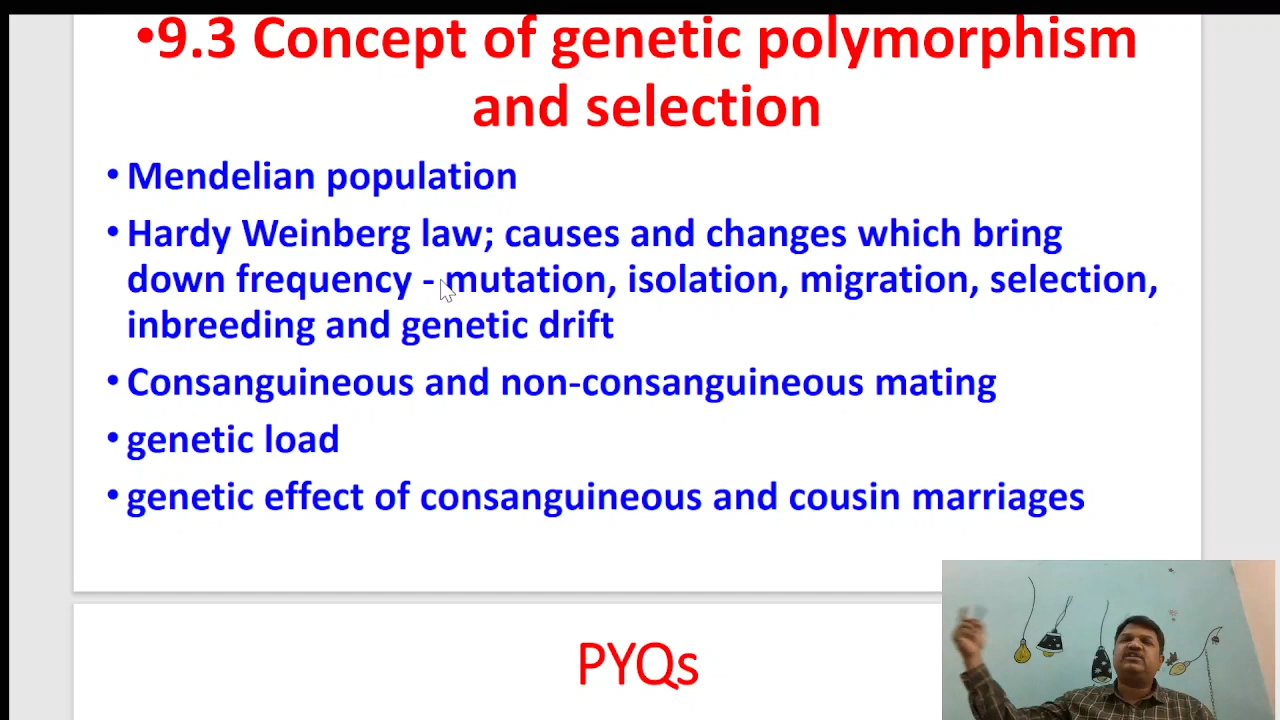 •9.3 Concept of genetic polymorphism
and selection
• Mendelian population
• Hardy Weinberg law; causes and changes which bring
down frequency - mutation, isolation, migration, selection,
inbreeding and genetic drift
• Consanguineous and non-consanguineous mating
• genetic load
• genetic effect of consanguineous and cousin marriages
PYQs